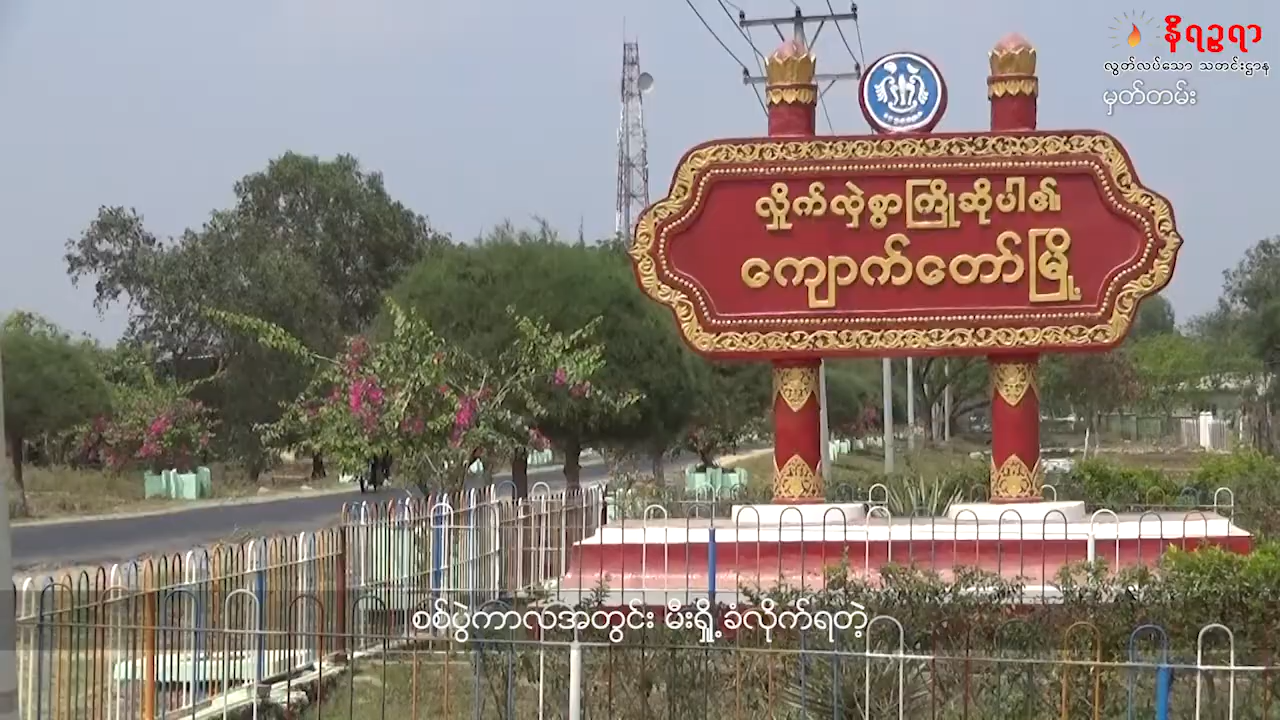 နိရဥ္စရာ
လွတ်လပ်သော သတင်းဌာန
မှတ်တမ်း
လှိုက်လှဲစွာကြိုဆိုပါ၏။
ကျောက်တော်မြို့
စစ်ပွဲကာလအတွင်း မီးရှို့ခံလိုက်ရတဲ့